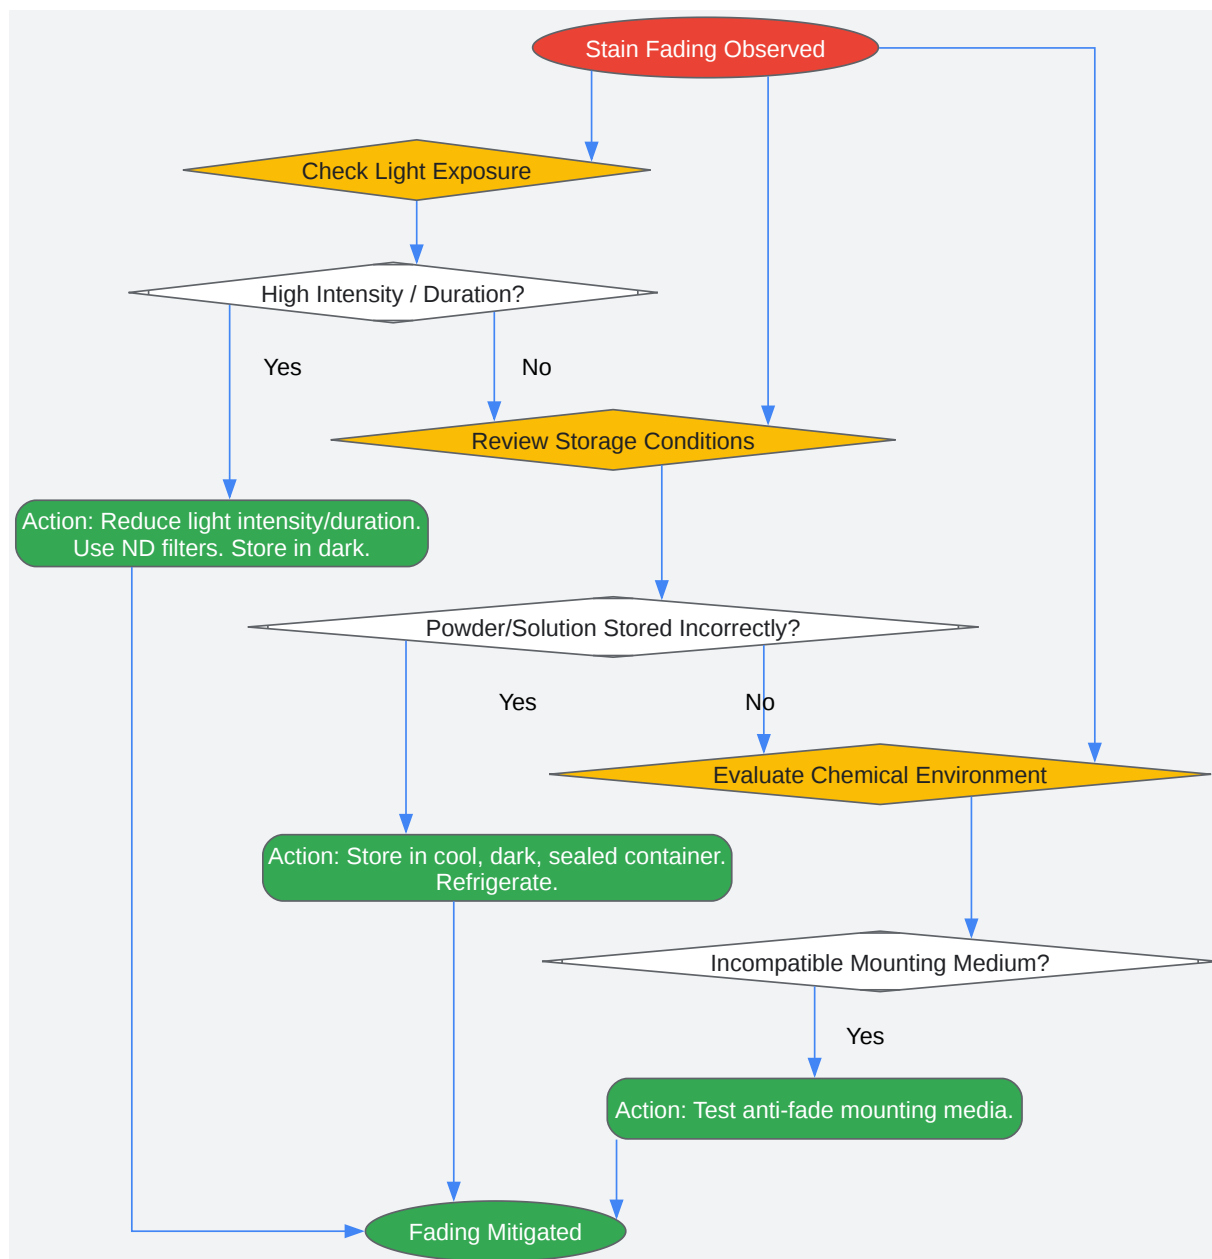 Stain Fading Observed
Check Light Exposure
High Intensity / Duration?
Yes
No
Review Storage Conditions
Action: Reduce light intensity/duration.
Use ND filters. Store in dark.
Powder/Solution Stored Incorrectly?
Yes
No
Evaluate Chemical Environment
Action: Store in cool, dark, sealed container.
Refrigerate.
Incompatible Mounting Medium?
Yes
Action: Test anti-fade mounting media.
Fading Mitigated